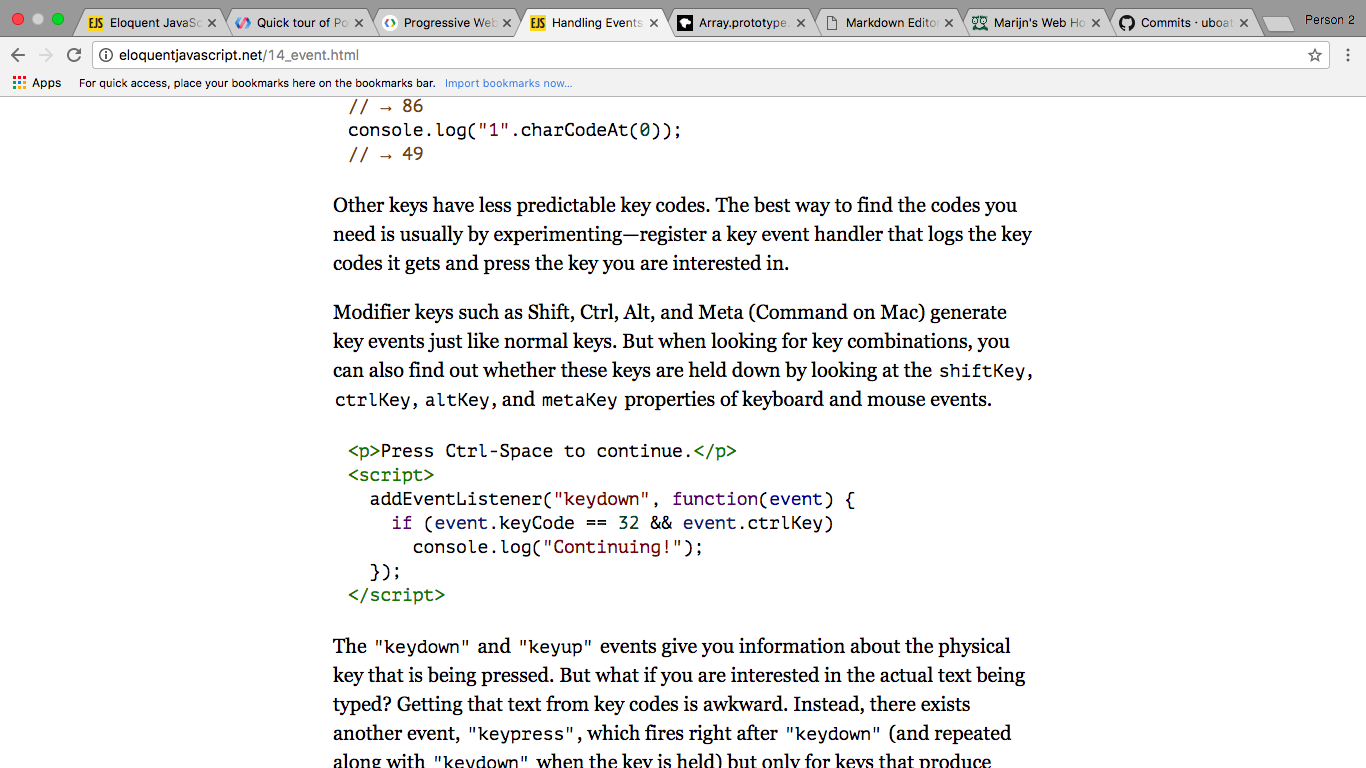 Eloquent JavaSc
Quick tour of Po
Progressive Web
Handling Events
Array.prototype.
Markdown Editor
Marijn's Web Ho
Commits · uboat
Person 2
eloquentjavascript.net/14_event.html
Apps
For quick access, place your bookmarks here on the bookmarks bar. Import bookmarks now...
// → 86
console.log("1".charCodeAt(0));
// → 49
Other keys have less predictable key codes. The best way to find the codes you
need is usually by experimenting—register a key event handler that logs the key
codes it gets and press the key you are interested in.
Modifier keys such as Shift, Ctrl, Alt, and Meta (Command on Mac) generate
key events just like normal keys. But when looking for key combinations, you
can also find out whether these keys are held down by looking at the shiftKey,
ctrlKey, altKey, and metaKey properties of keyboard and mouse events.
<p>Press Ctrl-Space to continue.</p>
<script>
  addEventListener("keydown", function(event) {
    if (event.keyCode == 32 && event.ctrlKey)
      console.log("Continuing!");
  });
</script>
The "keydown" and "keyup" events give you information about the physical
key that is being pressed. But what if you are interested in the actual text being
typed? Getting that text from key codes is awkward. Instead, there exists
another event, "keypress", which fires right after "keydown" (and repeated
along with "keydown" when the key is held) but only for keys that produce